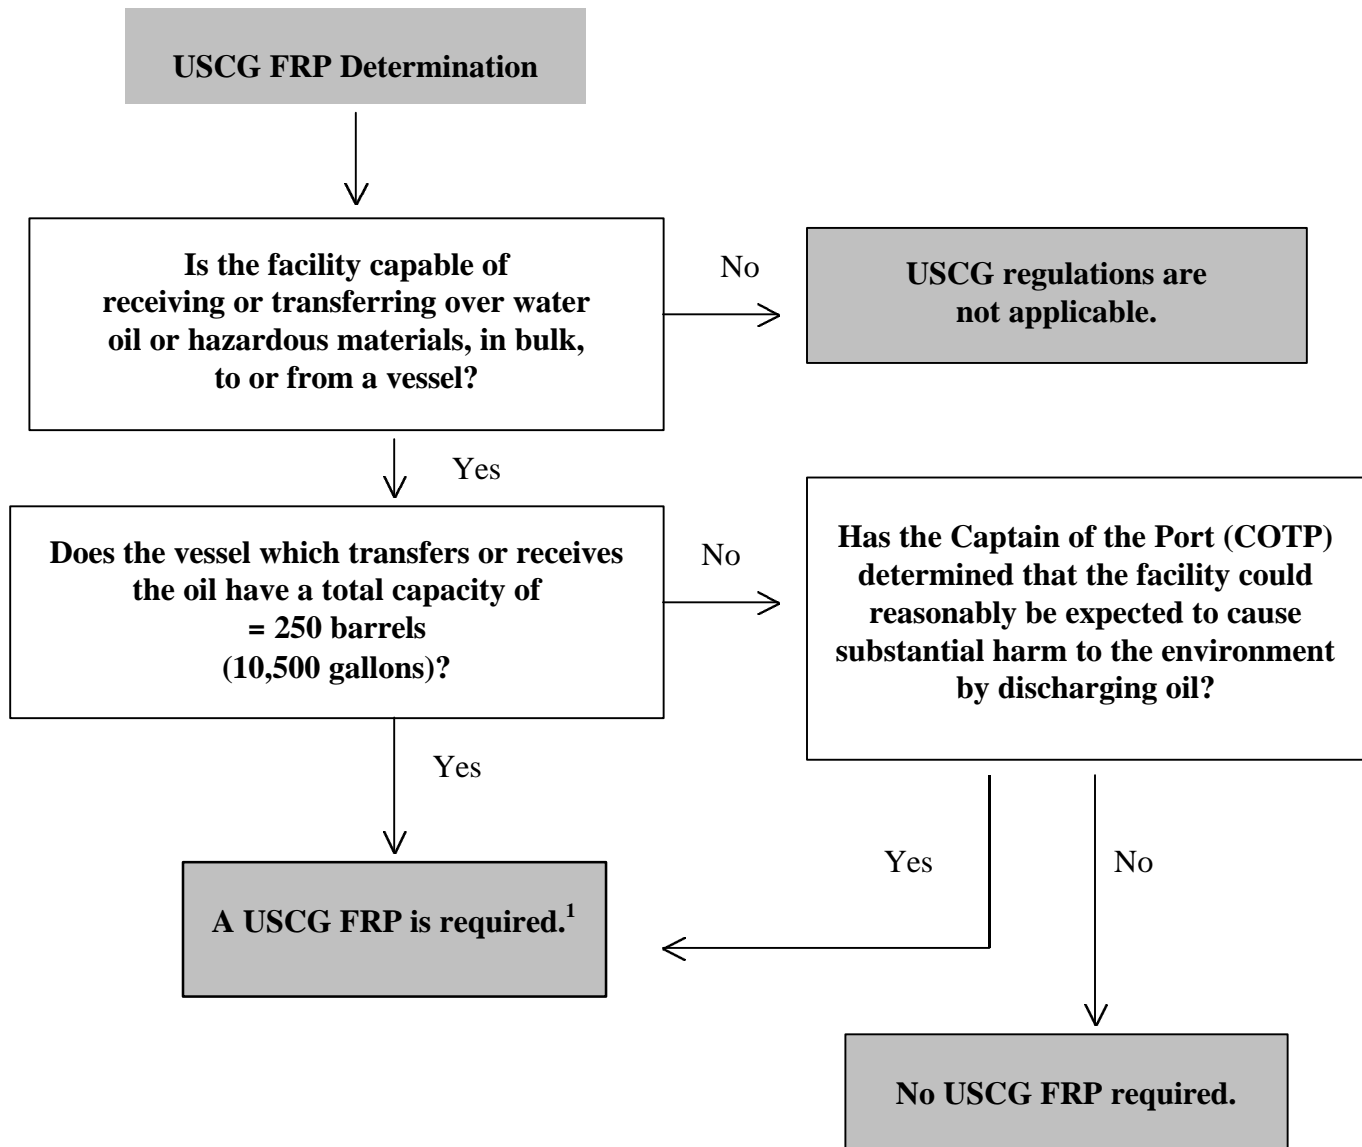 USCG FRP Determination
Is the facility capable of
receiving or transferring over water
oil or hazardous materials, in bulk,
to or from a vessel?
No
USCG regulations are
not applicable.
Yes
Does the vessel which transfers or receives
the oil have a total capacity of
= 250 barrels
(10,500 gallons)?
No
Has the Captain of the Port (COTP)
determined that the facility could
reasonably be expected to cause
substantial harm to the environment
by discharging oil?
Yes
Yes
No
A USCG FRP is required.¹
No USCG FRP required.